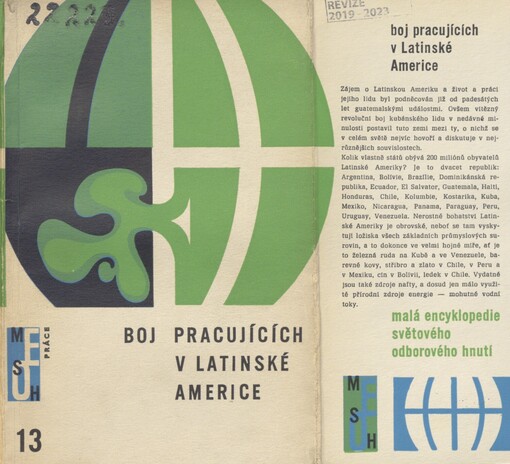 22 225
BOJ PRACUJÍCÍCH
V LATINSKÉ
AMERICE
PRÁCE
M E
S U H
13
REVIZE
2019 - 2023
boj pracujících
v Latinské
Americe
Zájem o Latinskou Ameriku a život a práci
jejího lidu byl podněcován již od padesátých
let guatemalskými událostmi. Ovšem vítězný
revoluční boj kubánského lidu v nedávné mi-
nulosti postavil tuto zemi mezi ty, o nichž se
v celém světě nejvíc hovoří a diskutuje v nej-
různějších souvislostech.
Kolik vlastně států obývá 200 miliónů obyvatelů
Latinské Ameriky? Je to dvacet republik:
Argentina, Bolívie, Brazílie, Dominikánská re-
publika, Ecuador, El Salvator, Guatemala, Haiti,
Honduras, Chile, Kolumbie, Kostarika, Kuba,
Mexiko, Nicaragua, Panama, Paraguay, Peru,
Uruguay, Venezuela. Nerostné bohatství Latin-
ské Ameriky je obrovské, neboť se tam vysky-
tují ložiska všech základních průmyslových su-
rovin, a to dokonce ve velmi hojné míře, ať je
to železná ruda na Kubě a ve Venezuele, ba-
revné kovy, stříbro a zlato v Chile, v Peru a
v Mexiku, cín v Bolívii, ledek v Chile. Vydatné
jsou také zdroje nafty, a dosud jen málo využi-
té přírodní zdroje energie — mohutné vodní
toky.
malá encyklopedie
světového
odborového hnutí
M E
S U H